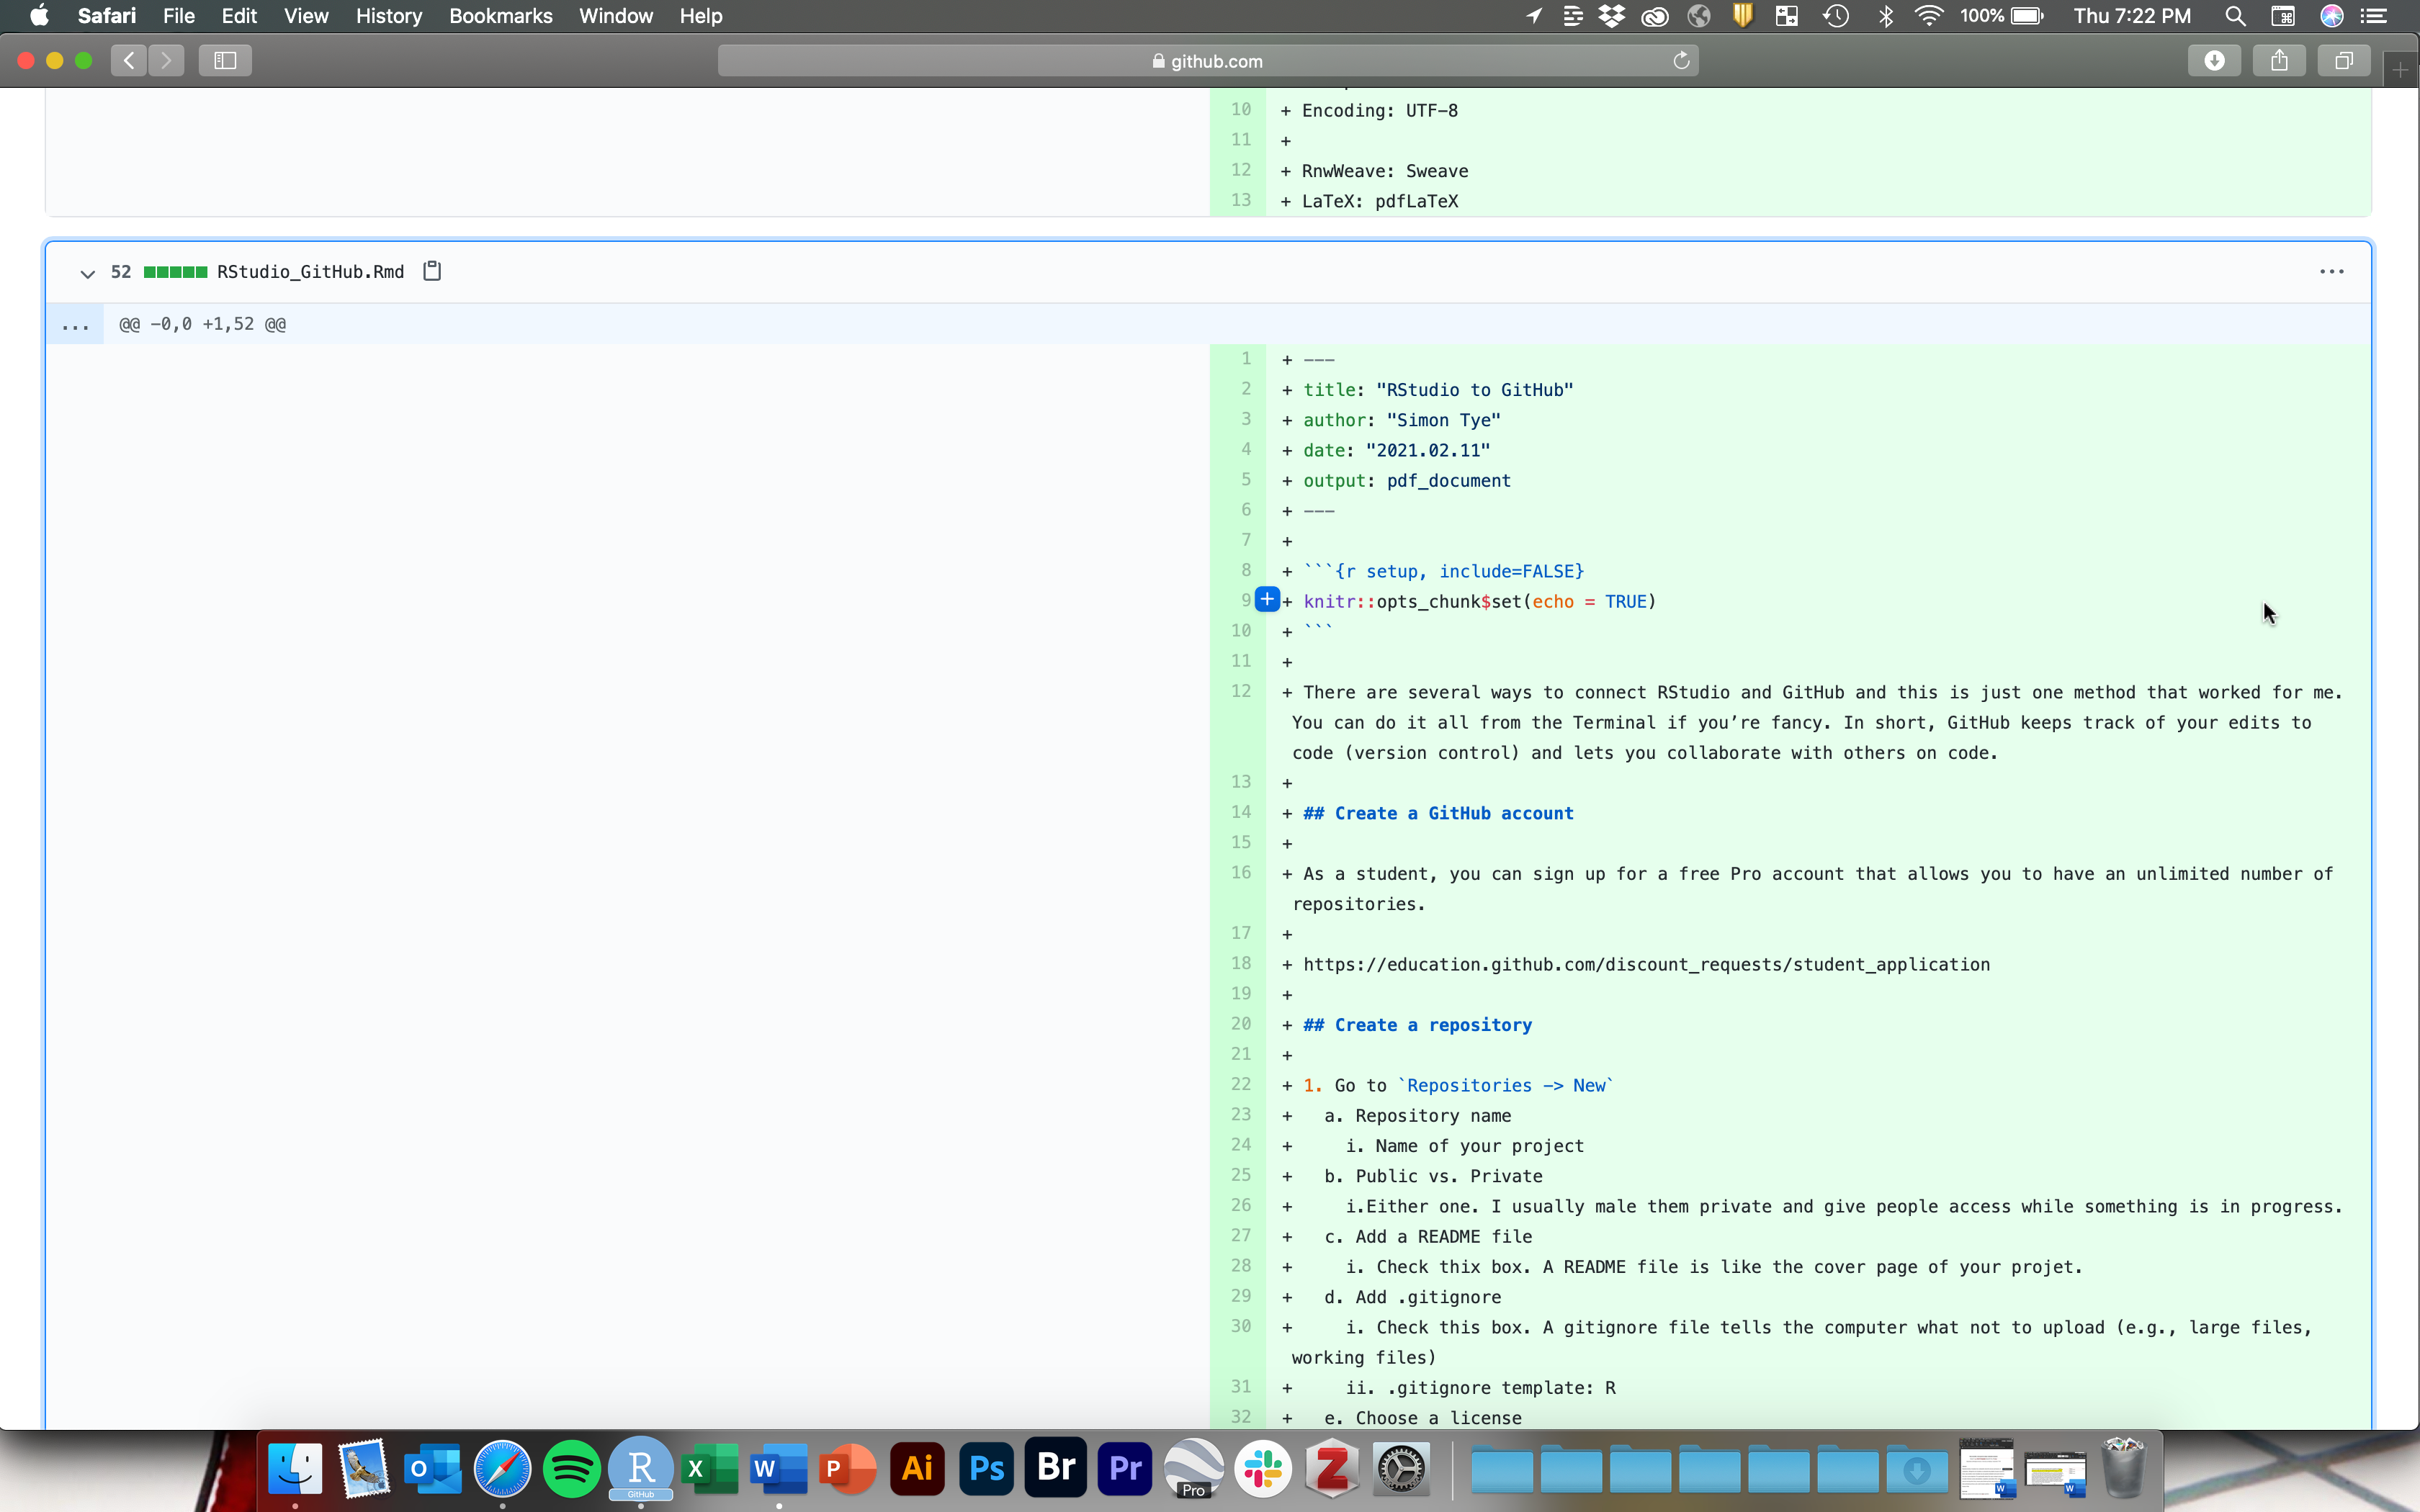 Safari File Edit View History Bookmarks Window Help 100% Thu 7:22 PM
github.com
10 + Encoding: UTF-8
11 +
12 + RnwWeave: Sweave
13 + LaTeX: pdfLaTeX
52 RStudio_GitHub.Rmd ...
... @@ -0,0 +1,52 @@
1 + ---
2 + title: "RStudio to GitHub"
3 + author: "Simon Tye"
4 + date: "2021.02.11"
5 + output: pdf_document
6 + ---
7 +
8 + ```{r setup, include=FALSE}
9 + + knitr::opts_chunk$set(echo = TRUE)
10 + ```
11 +
12 + There are several ways to connect RStudio and GitHub and this is just one method that worked for me.
You can do it all from the Terminal if you’re fancy. In short, GitHub keeps track of your edits to
code (version control) and lets you collaborate with others on code.
13 +
14 + ## Create a GitHub account
15 +
16 + As a student, you can sign up for a free Pro account that allows you to have an unlimited number of
repositories.
17 +
18 + https://education.github.com/discount_requests/student_application
19 +
20 + ## Create a repository
21 +
22 + 1. Go to `Repositories -> New`
23 + a. Repository name
24 + i. Name of your project
25 + b. Public vs. Private
26 + i.Either one. I usually male them private and give people access while something is in progress.
27 + c. Add a README file
28 + i. Check thix box. A README file is like the cover page of your projet.
29 + d. Add .gitignore
30 + i. Check this box. A gitignore file tells the computer what not to upload (e.g., large files,
working files)
31 + ii. .gitignore template: R
32 + e. Choose a license
O R X W P Ai Ps Br Pr Z W W
GitHub Pro